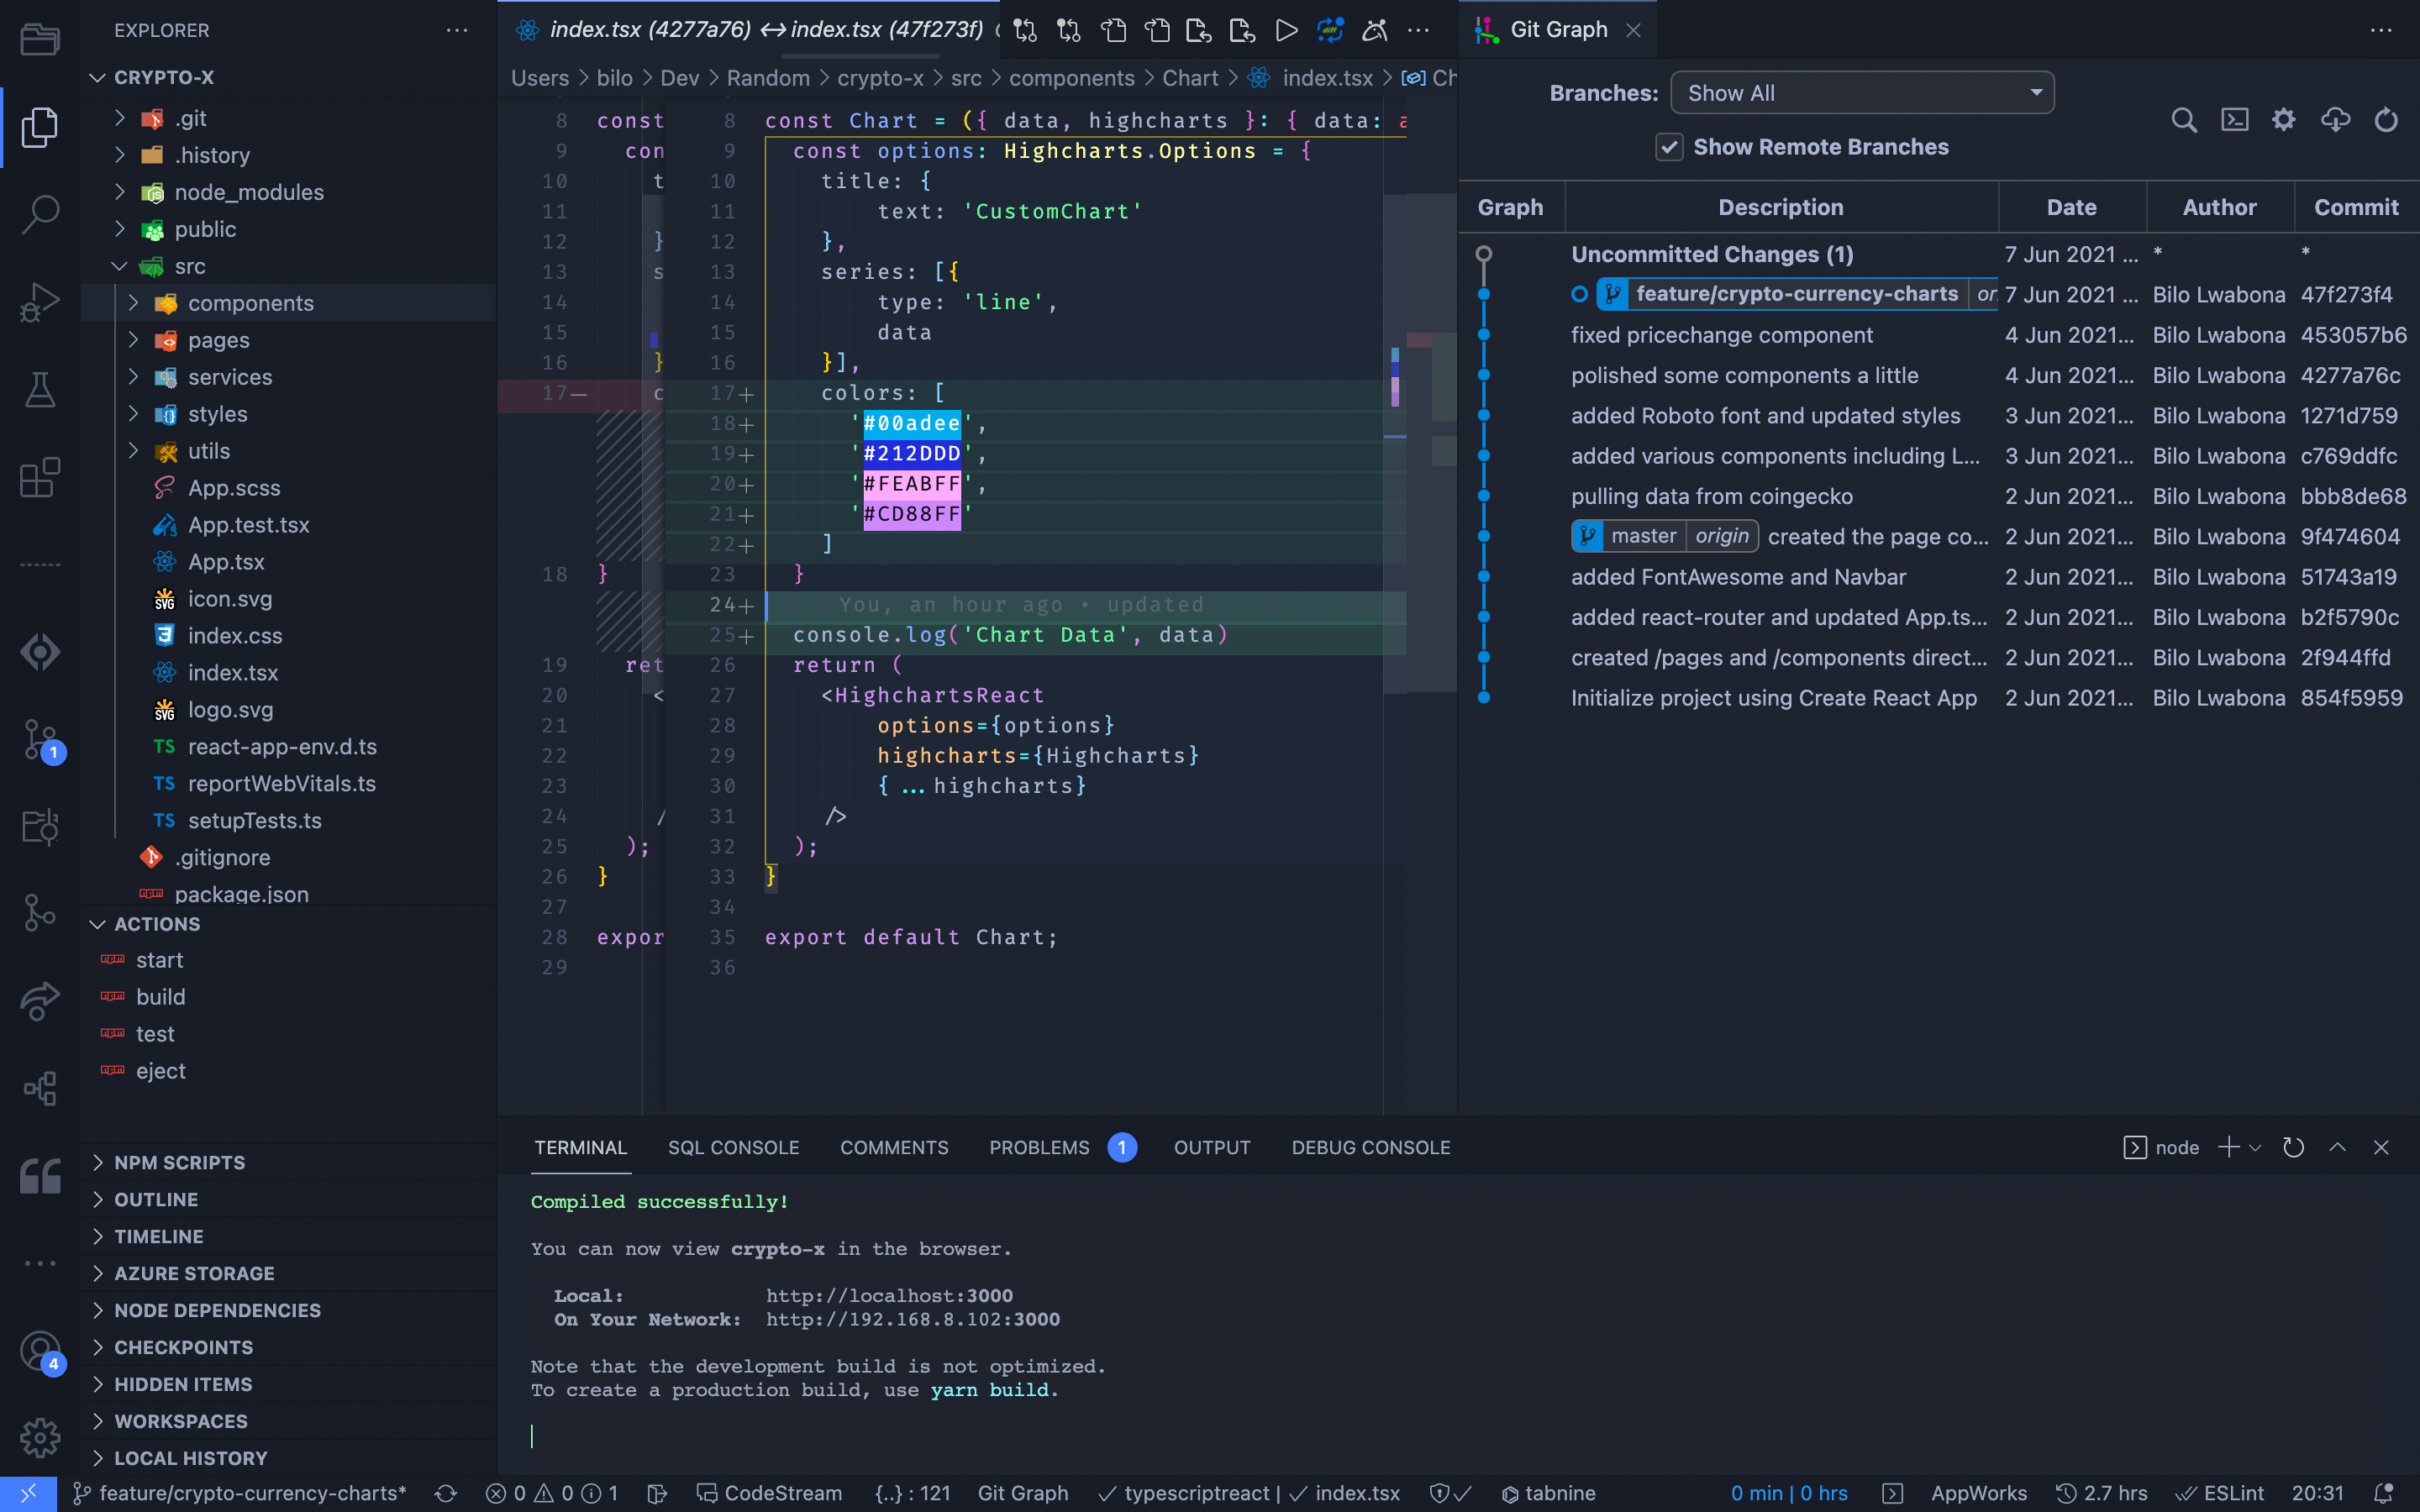 EXPLORER
CRYPTO-X
.git
.history
node_modules
public
src
components
pages
services
styles
utils
App.scss
App.test.tsx
App.tsx
icon.svg
index.css
index.tsx
logo.svg
TS react-app-env.d.ts
TS reportWebVitals.ts
TS setupTests.ts
.gitignore
package.json
ACTIONS
start
build
test
eject
NPM SCRIPTS
OUTLINE
TIMELINE
AZURE STORAGE
NODE DEPENDENCIES
CHECKPOINTS
HIDDEN ITEMS
WORKSPACES
LOCAL HISTORY
1
4
index.tsx (4277a76) ↔ index.tsx (47f273f)
Users > bilo > Dev > Random > crypto-x > src > components > Chart > index.tsx > Ch
8 const
9 con
10 t
11
12 }
13 s
14
15
16 }
17— c
18 }
19 ret
20 <
21
22
23
24 /
25 );
26 }
27
28 expor
29
8 const Chart = ({ data, highcharts }: { data: a
9 const options: Highcharts.Options = {
10 title: {
11 text: 'CustomChart'
12 },
13 series: [{
14 type: 'line',
15 data
16 }],
17+ colors: [
18+ '#00adee',
19+ '#212DDD',
20+ '#FEABFF',
21+ '#CD88FF'
22+ ]
23 }
24+ You, an hour ago • updated
25+ console.log('Chart Data', data)
26 return (
27 <HighchartsReact
28 options={options}
29 highcharts={Highcharts}
30 { ...highcharts}
31 />
32 );
33 }
34
35 export default Chart;
36
Git Graph
Branches: Show All
Show Remote Branches
Graph Description Date Author Commit
Uncommitted Changes (1) 7 Jun 2021 ... * *
feature/crypto-currency-charts or 7 Jun 2021 ... Bilo Lwabona 47f273f4
fixed pricechange component 4 Jun 2021... Bilo Lwabona 453057b6
polished some components a little 4 Jun 2021... Bilo Lwabona 4277a76c
added Roboto font and updated styles 3 Jun 2021... Bilo Lwabona 1271d759
added various components including L... 3 Jun 2021... Bilo Lwabona c769ddfc
pulling data from coingecko 2 Jun 2021... Bilo Lwabona bbb8de68
master origin created the page co... 2 Jun 2021... Bilo Lwabona 9f474604
added FontAwesome and Navbar 2 Jun 2021... Bilo Lwabona 51743a19
added react-router and updated App.ts... 2 Jun 2021... Bilo Lwabona b2f5790c
created /pages and /components direct... 2 Jun 2021... Bilo Lwabona 2f944ffd
Initialize project using Create React App 2 Jun 2021... Bilo Lwabona 854f5959
TERMINAL SQL CONSOLE COMMENTS PROBLEMS 1 OUTPUT DEBUG CONSOLE node
Compiled successfully!
You can now view crypto-x in the browser.
Local: http://localhost:3000
On Your Network: http://192.168.8.102:3000
Note that the development build is not optimized.
To create a production build, use yarn build.
feature/crypto-currency-charts* 0 0 1 CodeStream {..} : 121 Git Graph typescriptreact | index.tsx tabnine 0 min | 0 hrs AppWorks 2.7 hrs ESLint 20:31